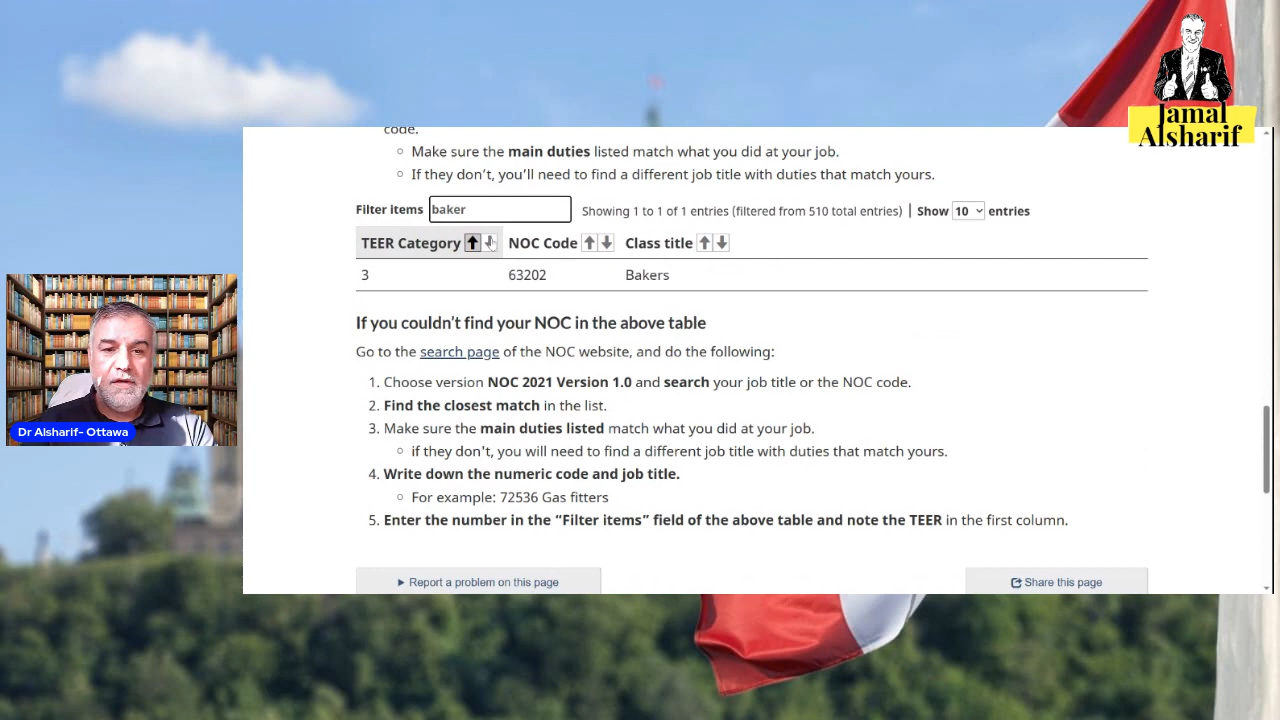 Jamal
Alsharif
code.
Make sure the main duties listed match what you did at your job.
If they don’t, you’ll need to find a different job title with duties that match yours.
Filter items baker Showing 1 to 1 of 1 entries (filtered from 510 total entries) | Show 10 entries
TEER Category NOC Code Class title
3 63202 Bakers
If you couldn’t find your NOC in the above table
Go to the search page of the NOC website, and do the following:
1. Choose version NOC 2021 Version 1.0 and search your job title or the NOC code.
2. Find the closest match in the list.
3. Make sure the main duties listed match what you did at your job.
if they don't, you will need to find a different job title with duties that match yours.
4. Write down the numeric code and job title.
For example: 72536 Gas fitters
5. Enter the number in the “Filter items” field of the above table and note the TEER in the first column.
Report a problem on this page
Share this page
Dr Alsharif- Ottawa